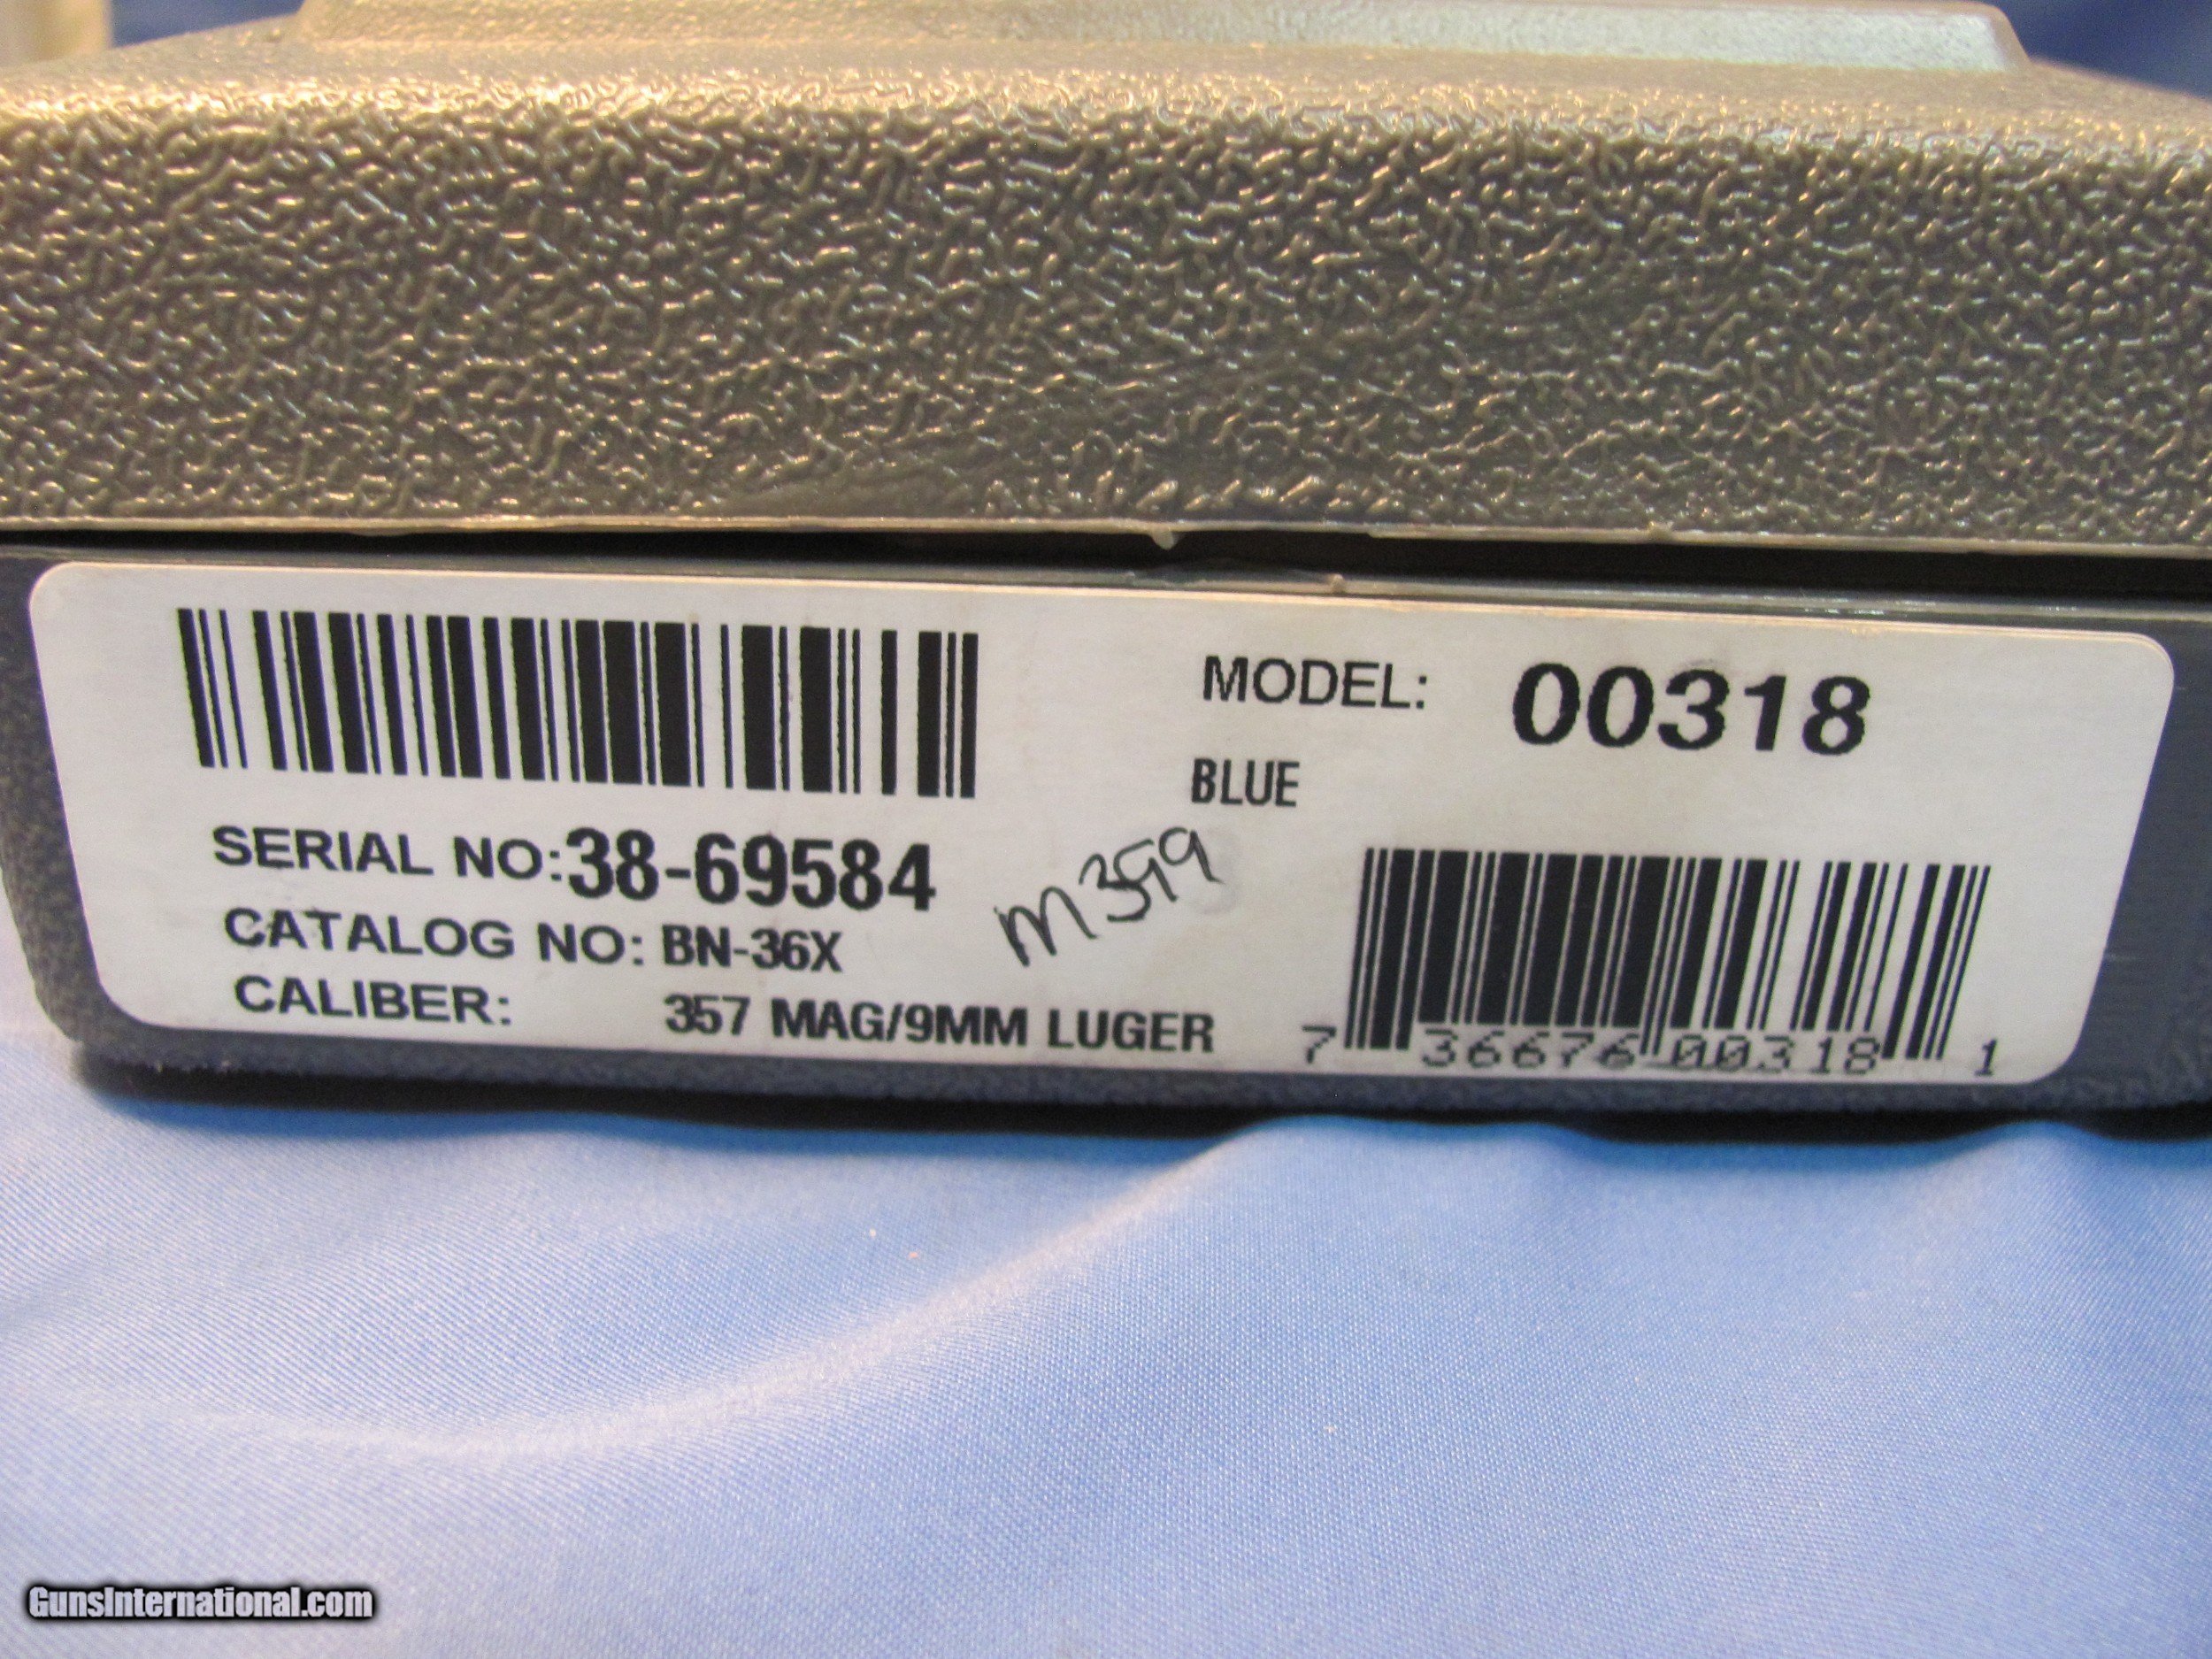 MODEL: 00318
BLUE
SERIAL NO: 38-69584
m399
CATALOG NO: BN-36X
CALIBER: 357 MAG/9MM LUGER
7 36676 00318 1
GunsInternational.com